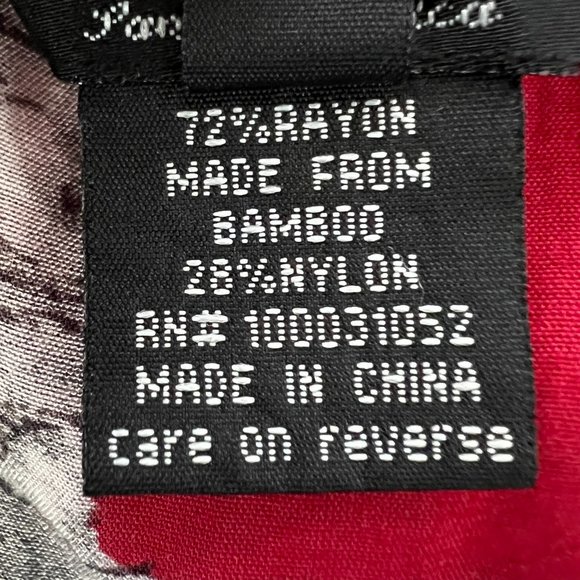 72%RAYON
MADE FROM
BAMBOO
28%NYLON
RN# 100031052
MADE IN CHINA
care on reverse